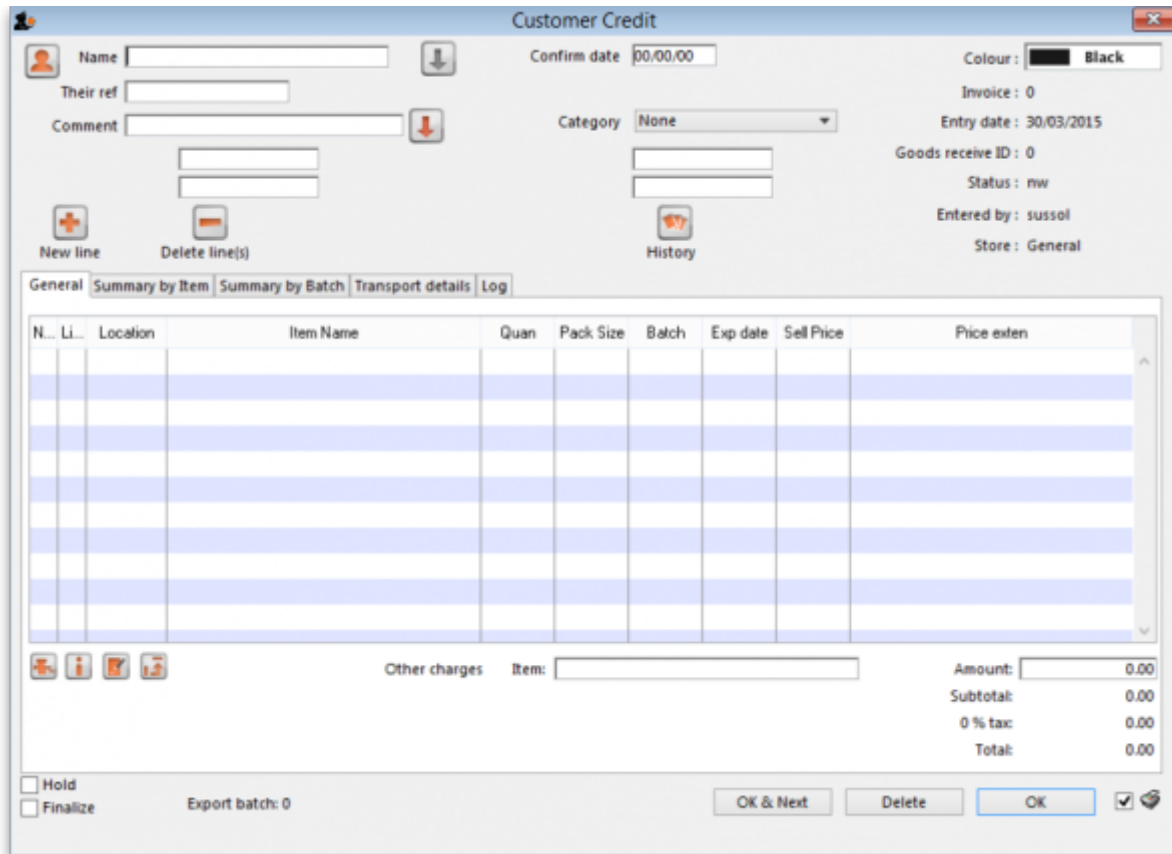 Customer Credit
Name
Confirm date 00/00/00
Colour : Black
Their ref
Invoice : 0
Comment
Category None
Entry date : 30/03/2015
Goods receive ID : 0
Status : nw
Entered by : sussol
New line
Delete line(s)
History
Store : General
General Summary by Item Summary by Batch Transport details Log
N... Li... Location Item Name Quan Pack Size Batch Exp date Sell Price Price exten
Other charges Item: Amount: 0.00
Subtotal: 0.00
0 % tax: 0.00
Total: 0.00
Hold
Finalize
Export batch: 0
OK & Next
Delete
OK